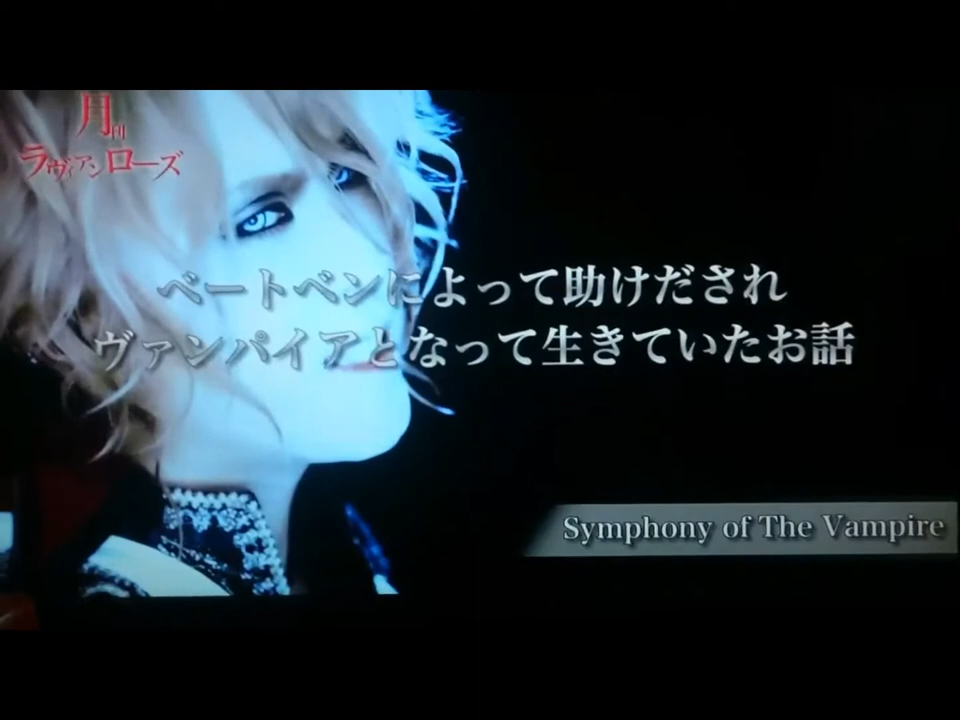 月刊
ラヴィアンローズ
ベートベンによって助けだされ
ヴァンパイアとなって生きていたお話
Symphony of The Vampire